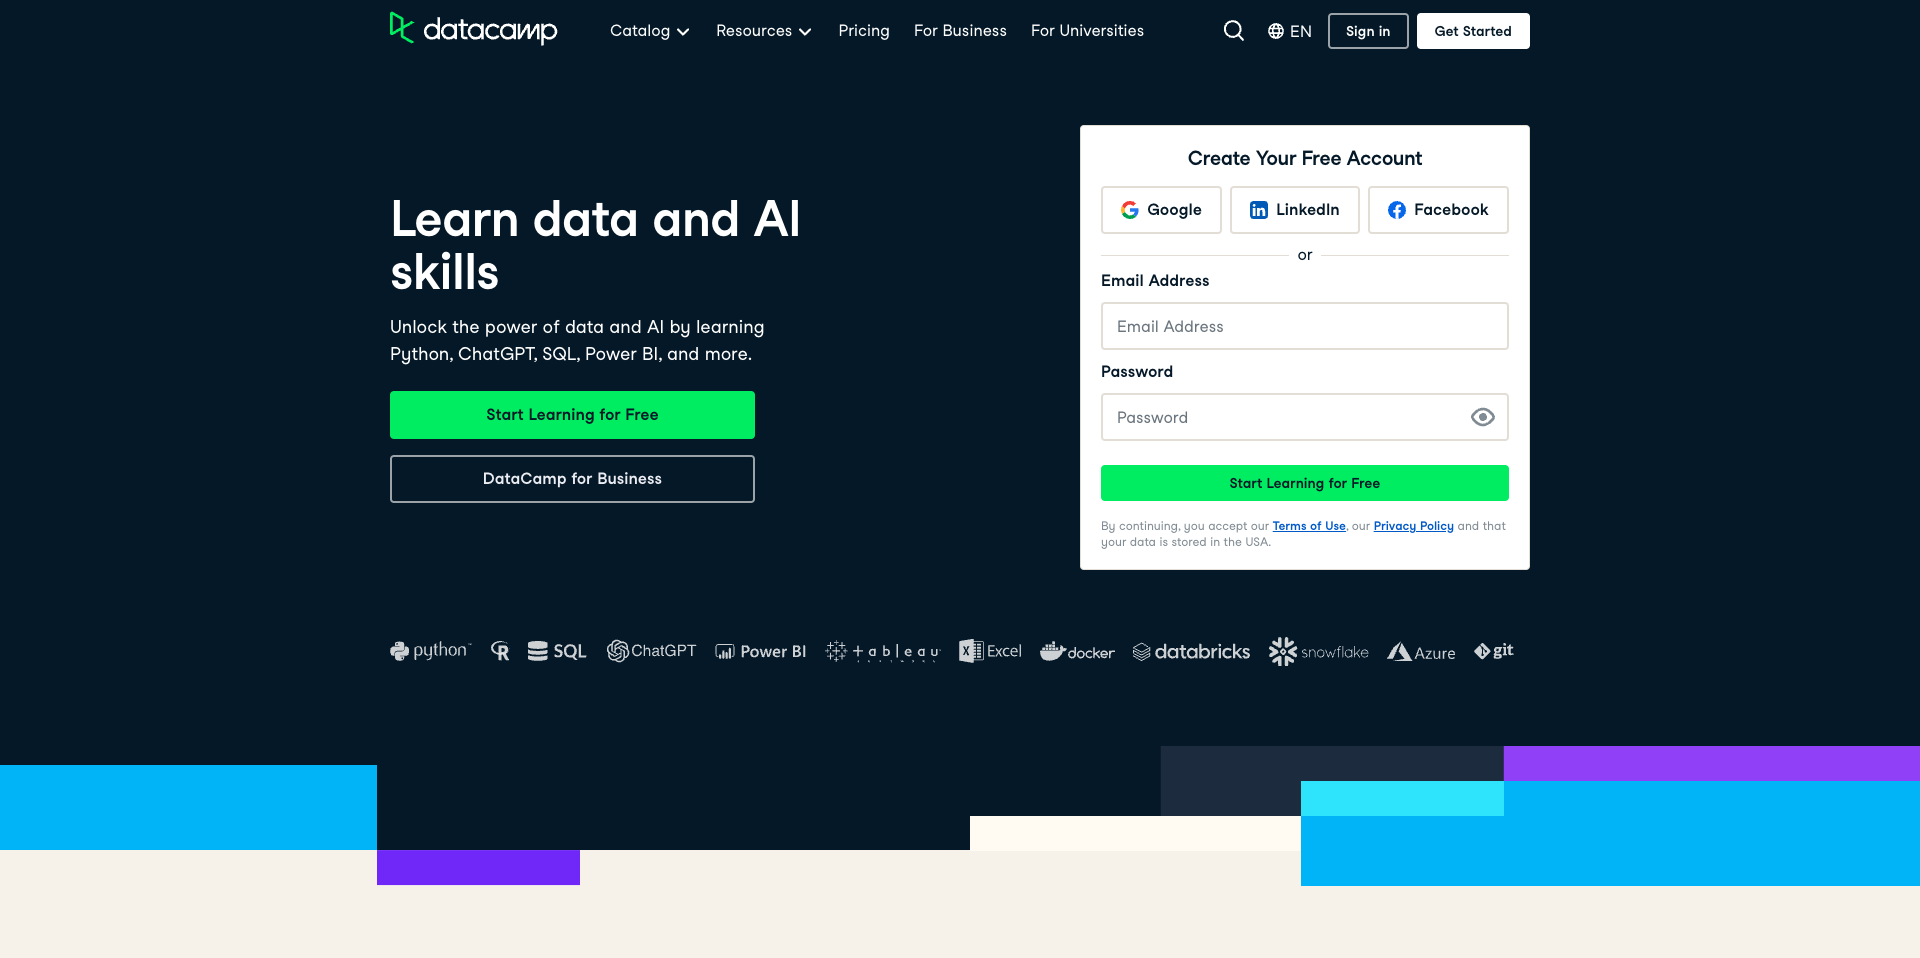 datacamp
Catalog
Resources
Pricing
For Business
For Universities
EN
Sign in
Get Started
Learn data and AI
skills
Unlock the power of data and AI by learning
Python, ChatGPT, SQL, Power BI, and more.
Start Learning for Free
DataCamp for Business
Create Your Free Account
Google
LinkedIn
Facebook
or
Email Address
Email Address
Password
Password
Start Learning for Free
By continuing, you accept our Terms of Use, our Privacy Policy and that
your data is stored in the USA.
python
R
SQL
ChatGPT
Power BI
+ableau
Excel
docker
databricks
snowflake
Azure
git